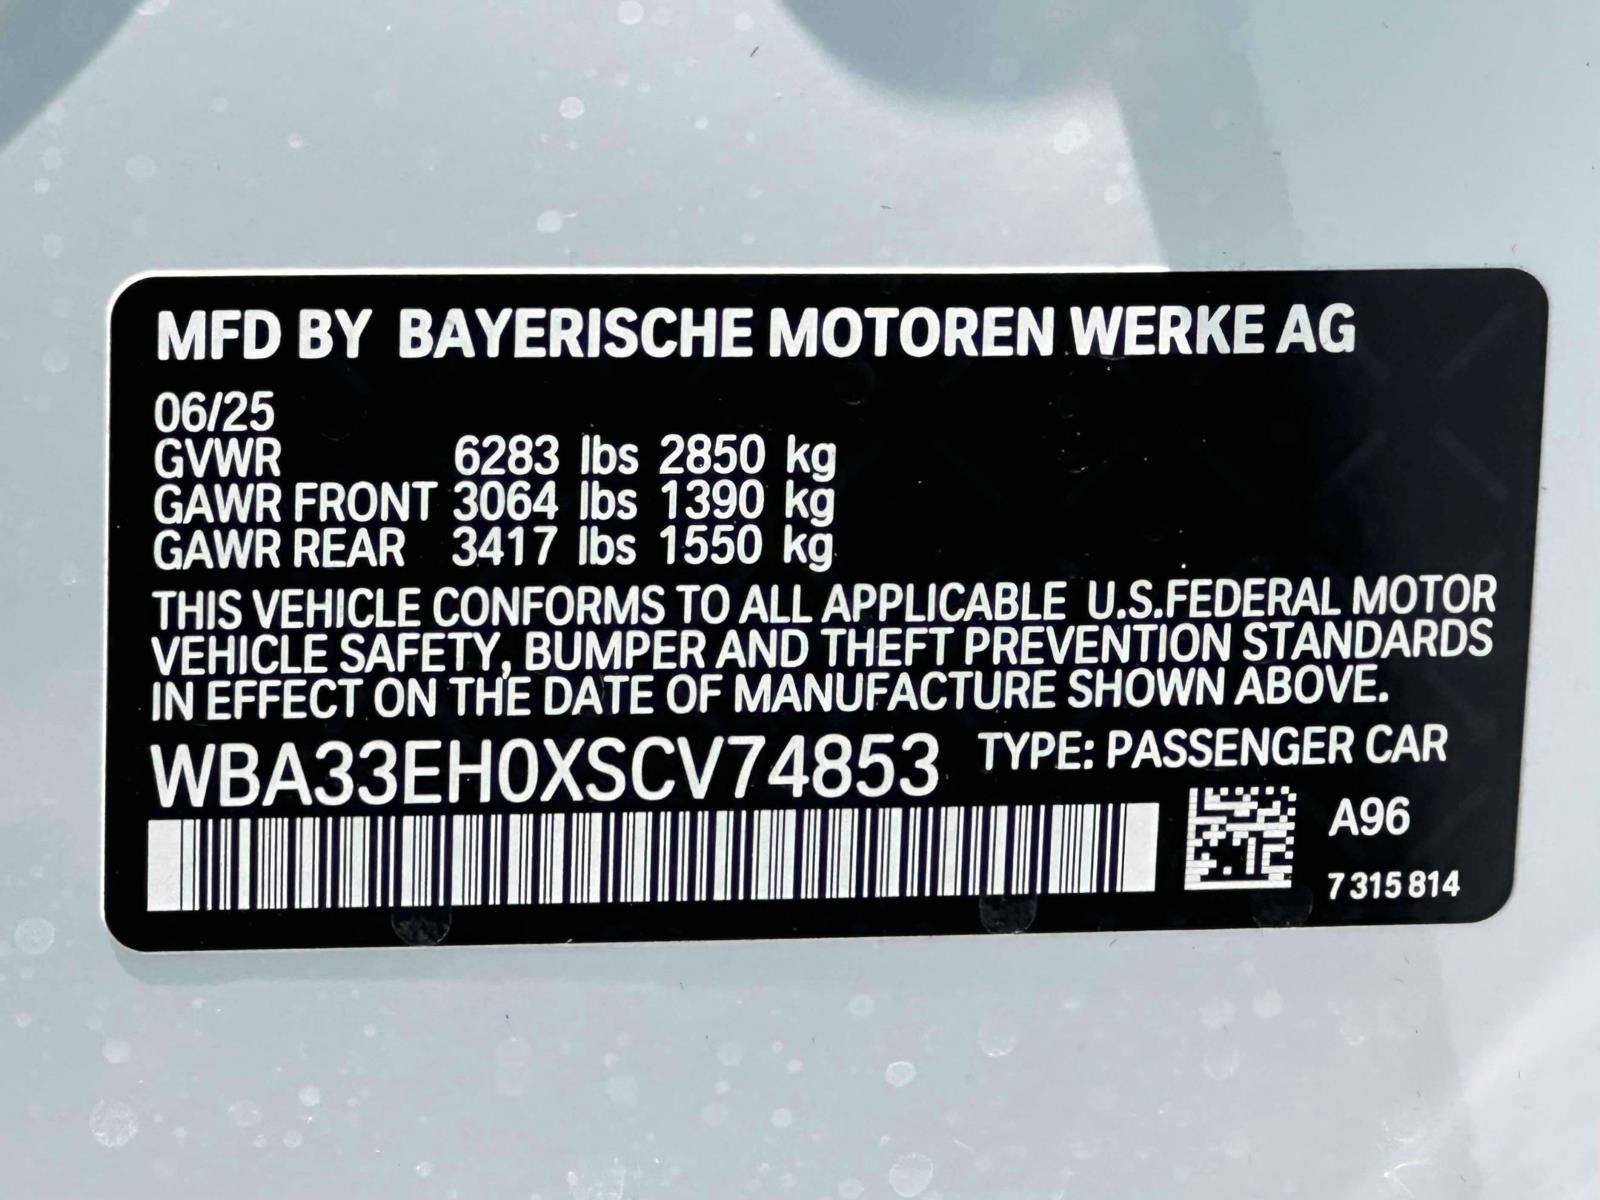 MFD BY BAYERISCHE MOTOREN WERKE AG
06/25
GVWR 6283 lbs 2850 kg
GAWR FRONT 3064 lbs 1390 kg
GAWR REAR 3417 lbs 1550 kg
THIS VEHICLE CONFORMS TO ALL APPLICABLE U.S.FEDERAL MOTOR
VEHICLE SAFETY, BUMPER AND THEFT PREVENTION STANDARDS
IN EFFECT ON THE DATE OF MANUFACTURE SHOWN ABOVE.
WBA33EH0XSCV74853 TYPE: PASSENGER CAR
A96
7 315 814